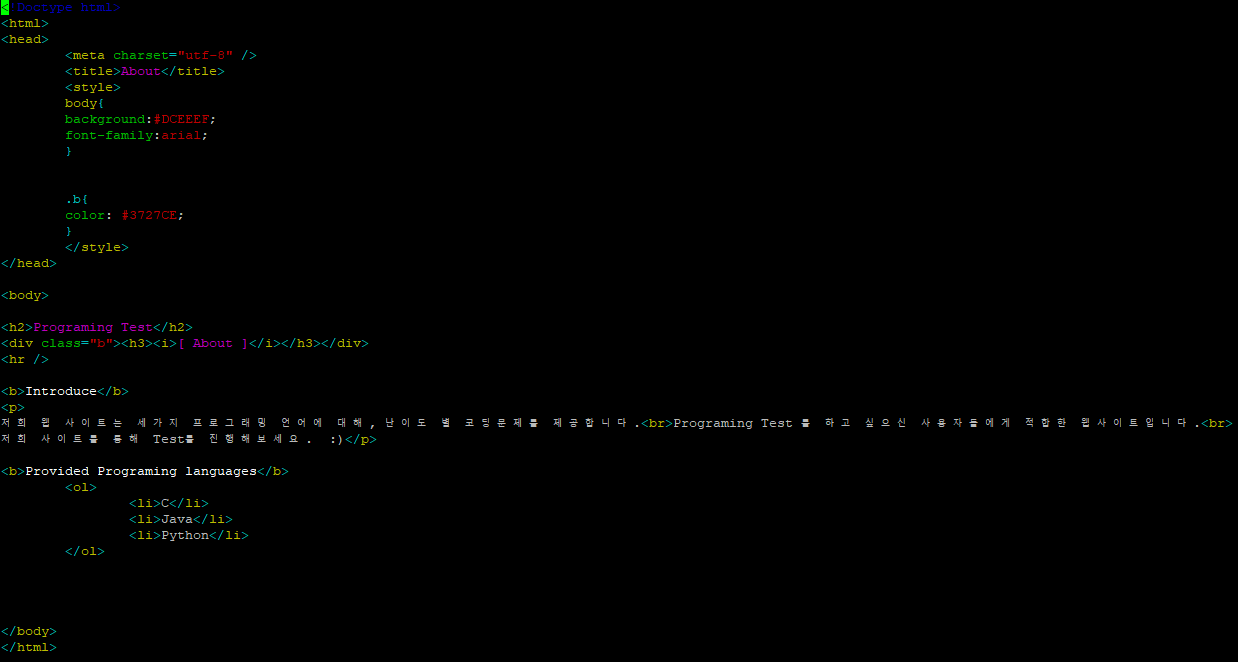 <!Doctype html>
<html>
<head>
<meta charset="utf-8" />
<title>About</title>
<style>
body{
background:#DCEEEF;
font-family:arial;
}
.b{
color: #3727CE;
}
</style>
</head>
<body>
<h2>Programing Test</h2>
<div class="b"><h3><i>[ About ]</i></h3></div>
<hr />
<b>Introduce</b>
<p>
저희 웹 사이트는 세가지 프로그래밍 언어에 대해, 난이도 별 코딩문제를 제공합니다.<br>Programing Test 를 하고 싶으신 사용자들에게 적합한 웹사이트입니다.<br>
저희 사이트를 통해 Test를 진행해보세요. :)</p>
<b>Provided Programing languages</b>
<ol>
<li>C</li>
<li>Java</li>
<li>Python</li>
</ol>
</body>
</html>